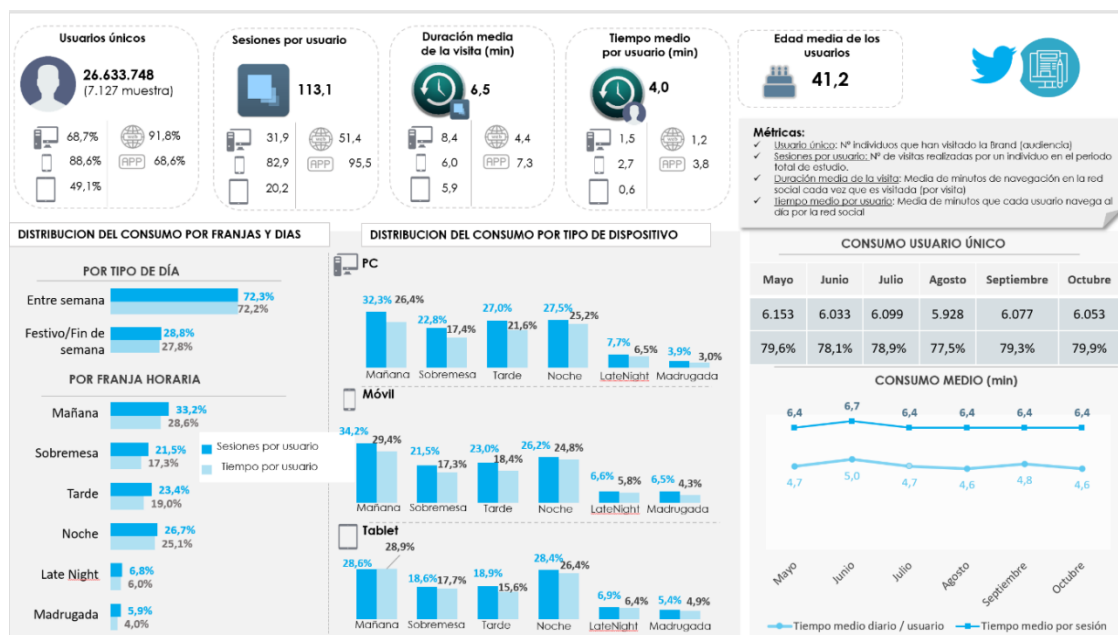 Usuarios únicos
26.633.748
(7.127 muestra)
68,7%
91,8%
88,6%
APP
68,6%
49,1%
Sesiones por usuario
113,1
31,9
51,4
82,9
APP
95,5
20,2
Duración media
de la visita (min)
6,5
8,4
4,4
6,0
APP
7,3
5,9
Tiempo medio
por usuario (min)
4,0
1,5
1,2
2,7
APP
3,8
0,6
Edad media de los
usuarios
41,2
Métricas:
✓ Usuario único: Nº individuos que han visitado la Brand (audiencia)
✓ Sesiones por usuario: Nº de visitas realizadas por un individuo en el periodo
total de estudio.
✓ Duración media de la visita: Media de minutos de navegación en la red
social cada vez que es visitada (por visita)
✓ Tiempo medio por usuario: Media de minutos que cada usuario navega al
día por la red social
DISTRIBUCION DEL CONSUMO POR FRANJAS Y DIAS
POR TIPO DE DÍA
Entre semana
72,3%
72,2%
Festivo/Fin de
semana
28,8%
27,8%
POR FRANJA HORARIA
Mañana
33,2%
28,6%
Sobremesa
21,5%
17,3%
Tarde
23,4%
19,0%
Noche
26,7%
25,1%
Late Night
6,8%
6,0%
Madrugada
5,9%
4,0%
Sesiones por usuario
Tiempo por usuario
DISTRIBUCION DEL CONSUMO POR TIPO DE DISPOSITIVO
PC
32,3% 26,4%
22,8% 17,4%
27,0% 21,6%
27,5% 25,2%
7,7% 6,5%
3,9% 3,0%
Mañana Sobremesa Tarde Noche LateNight Madrugada
Móvil
34,2% 29,4%
21,5% 17,3%
23,0% 18,4%
26,2% 24,8%
6,6% 5,8%
6,5% 4,3%
Mañana Sobremesa Tarde Noche LateNight Madrugada
Tablet
28,6% 28,9%
18,6% 17,7%
18,9% 15,6%
28,4% 26,4%
6,9% 6,4%
5,4% 4,9%
Mañana Sobremesa Tarde Noche LateNight Madrugada
CONSUMO USUARIO ÚNICO
Mayo Junio Julio Agosto Septiembre Octubre
6.153 6.033 6.099 5.928 6.077 6.053
79,6% 78,1% 78,9% 77,5% 79,3% 79,9%
CONSUMO MEDIO (min)
6,4 6,7 6,4 6,4 6,4 6,4
4,7 5,0 4,7 4,6 4,8 4,6
Mayo Junio Julio Agosto Septiembre Octubre
Tiempo medio diario / usuario
Tiempo medio por sesión